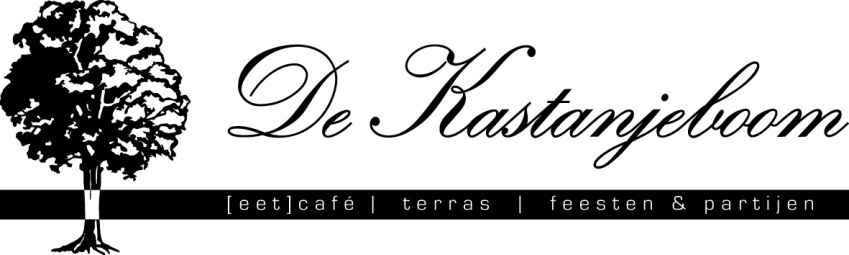 De Kastanjeboom
[eet]café | terras | feesten & partijen